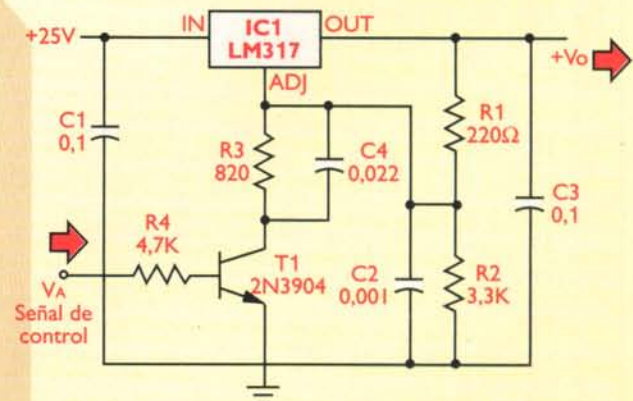 +25V
IN
IC1
LM317
OUT
+Vo
ADJ
C1
0,1
R3
820
C4
0,022
R1
220Ω
C3
0,1
R4
4,7K
VA
Señal de
control
T1
2N3904
C2
0,001
R2
3,3K